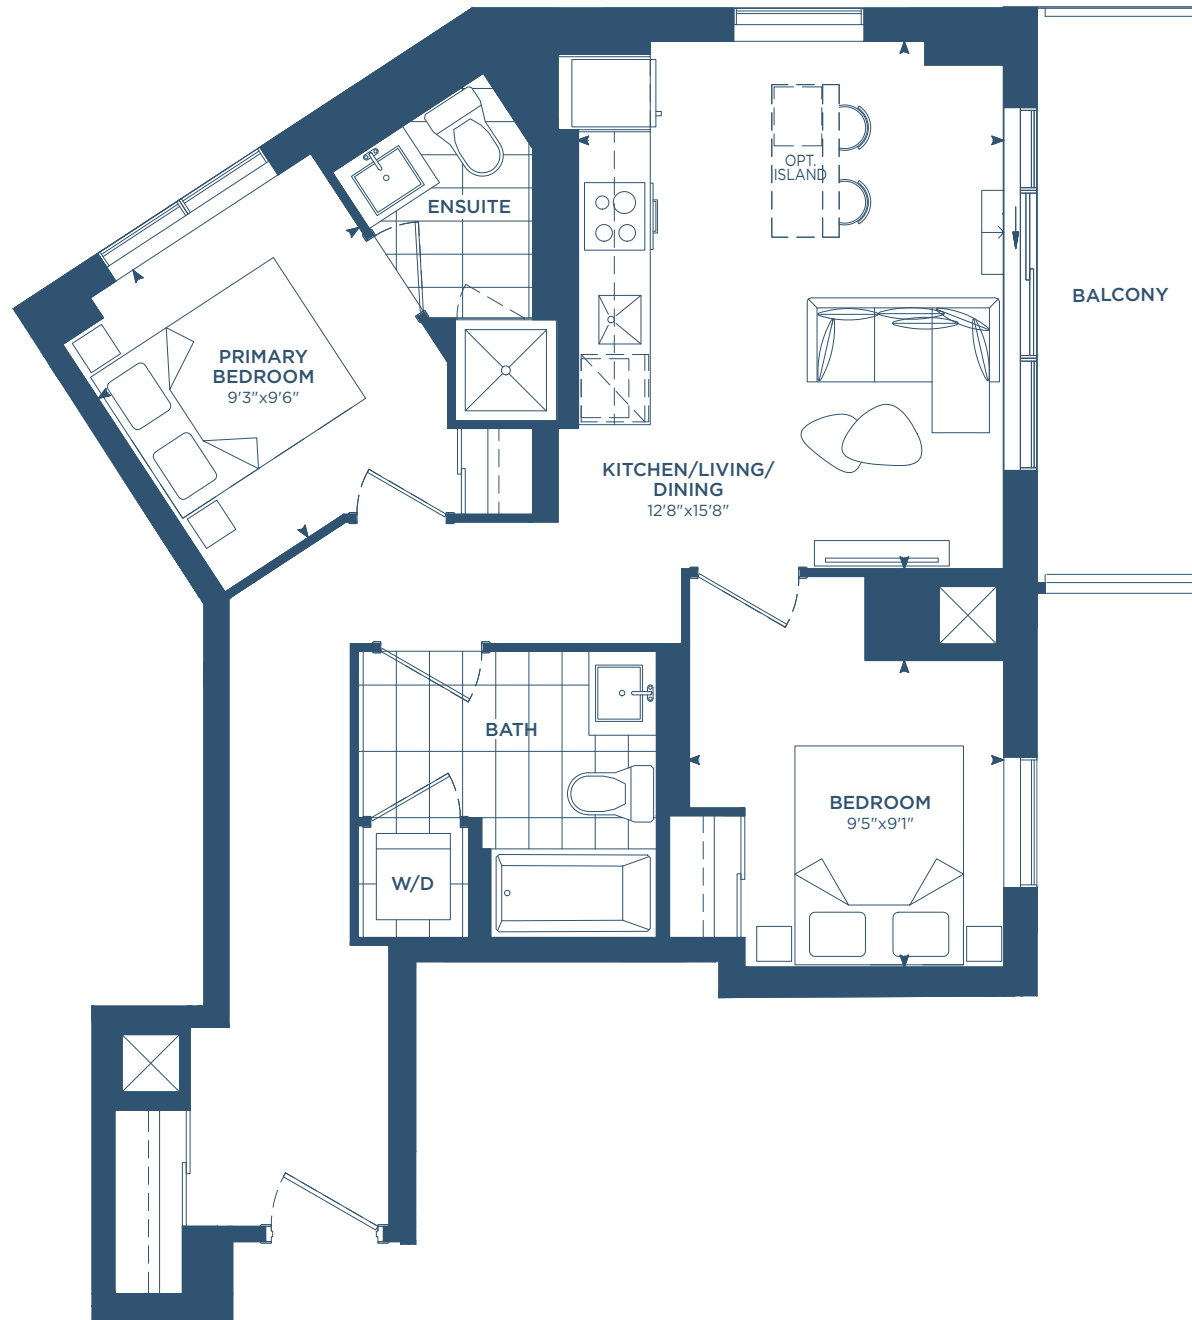 ENSUITE
OPT.
ISLAND
BALCONY
PRIMARY
BEDROOM
9'3"x9'6"
KITCHEN/LIVING/
DINING
12'8"x15'8"
BATH
BEDROOM
9'5"x9'1"
W/D